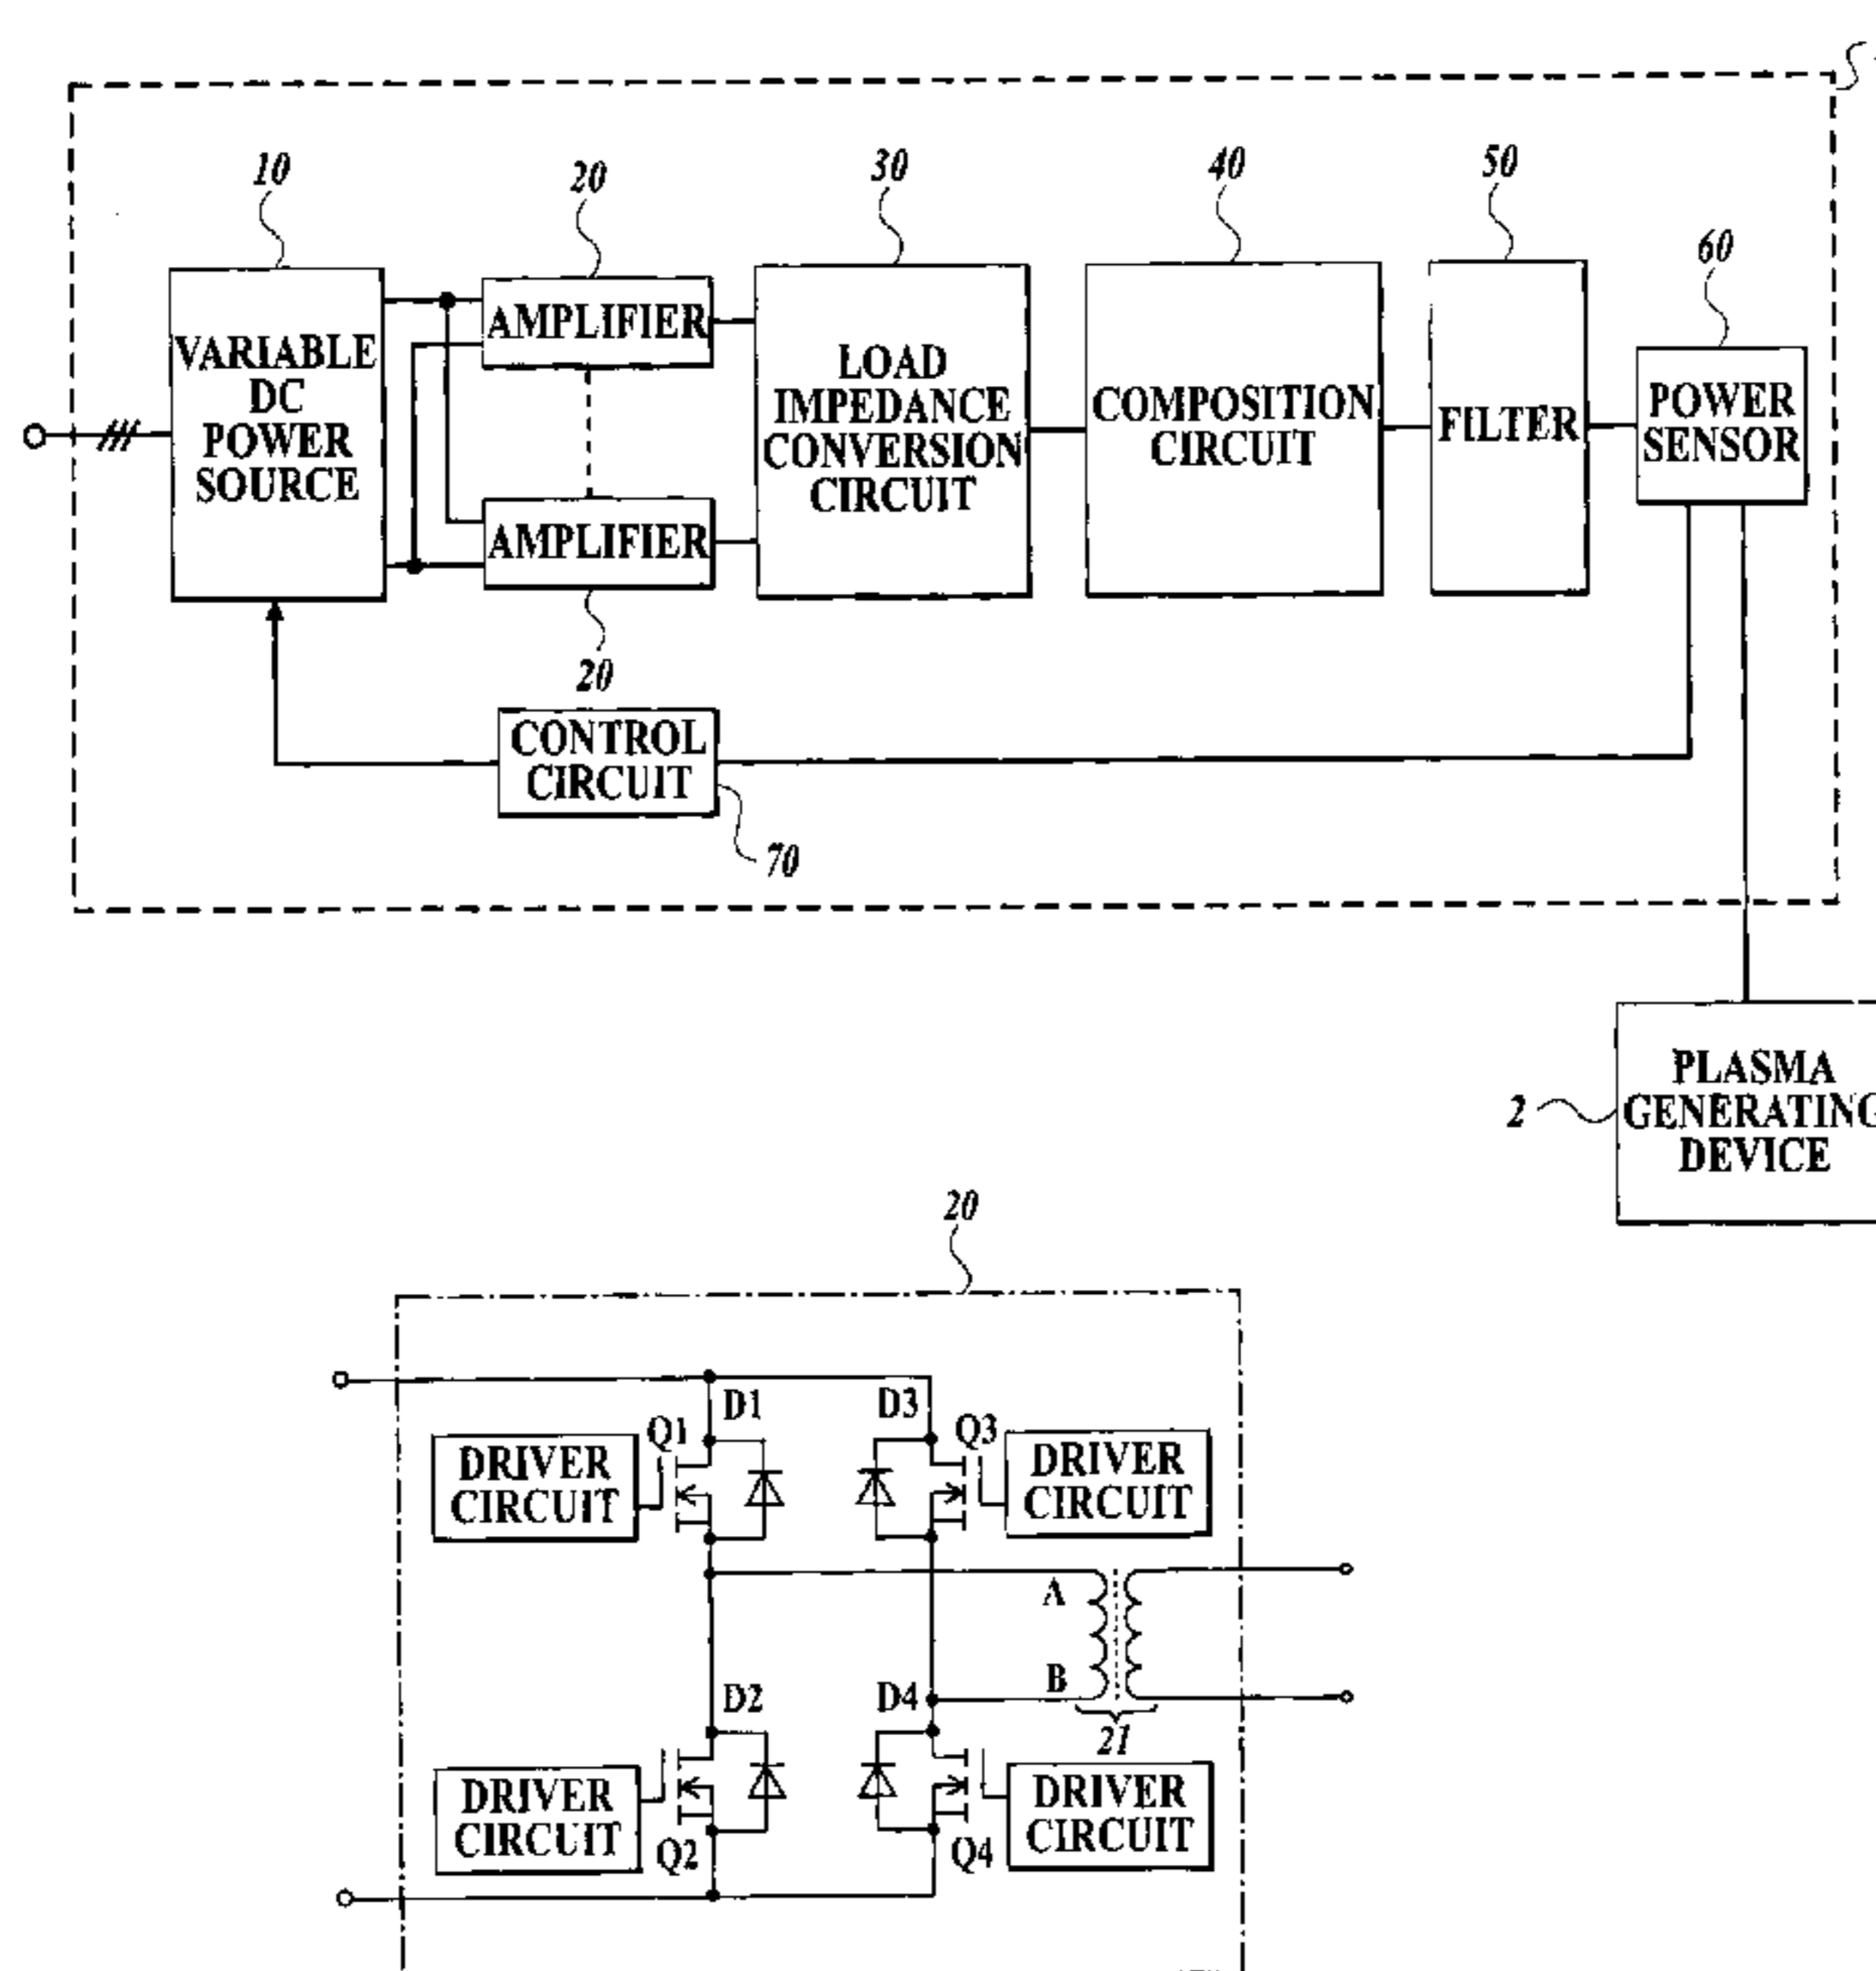 10
20
30
40
50
60
VARIABLE
DC
POWER
SOURCE
AMPLIFIER
AMPLIFIER
20
LOAD
IMPEDANCE
CONVERSION
CIRCUIT
COMPOSITION
CIRCUIT
FILTER
POWER
SENSOR
CONTROL
CIRCUIT
70
2
PLASMA
GENERATING
DEVICE
20
D1
D3
Q1
Q3
DRIVER
CIRCUIT
DRIVER
CIRCUIT
A
B
21
D2
D4
DRIVER
CIRCUIT
Q2
Q4
DRIVER
CIRCUIT